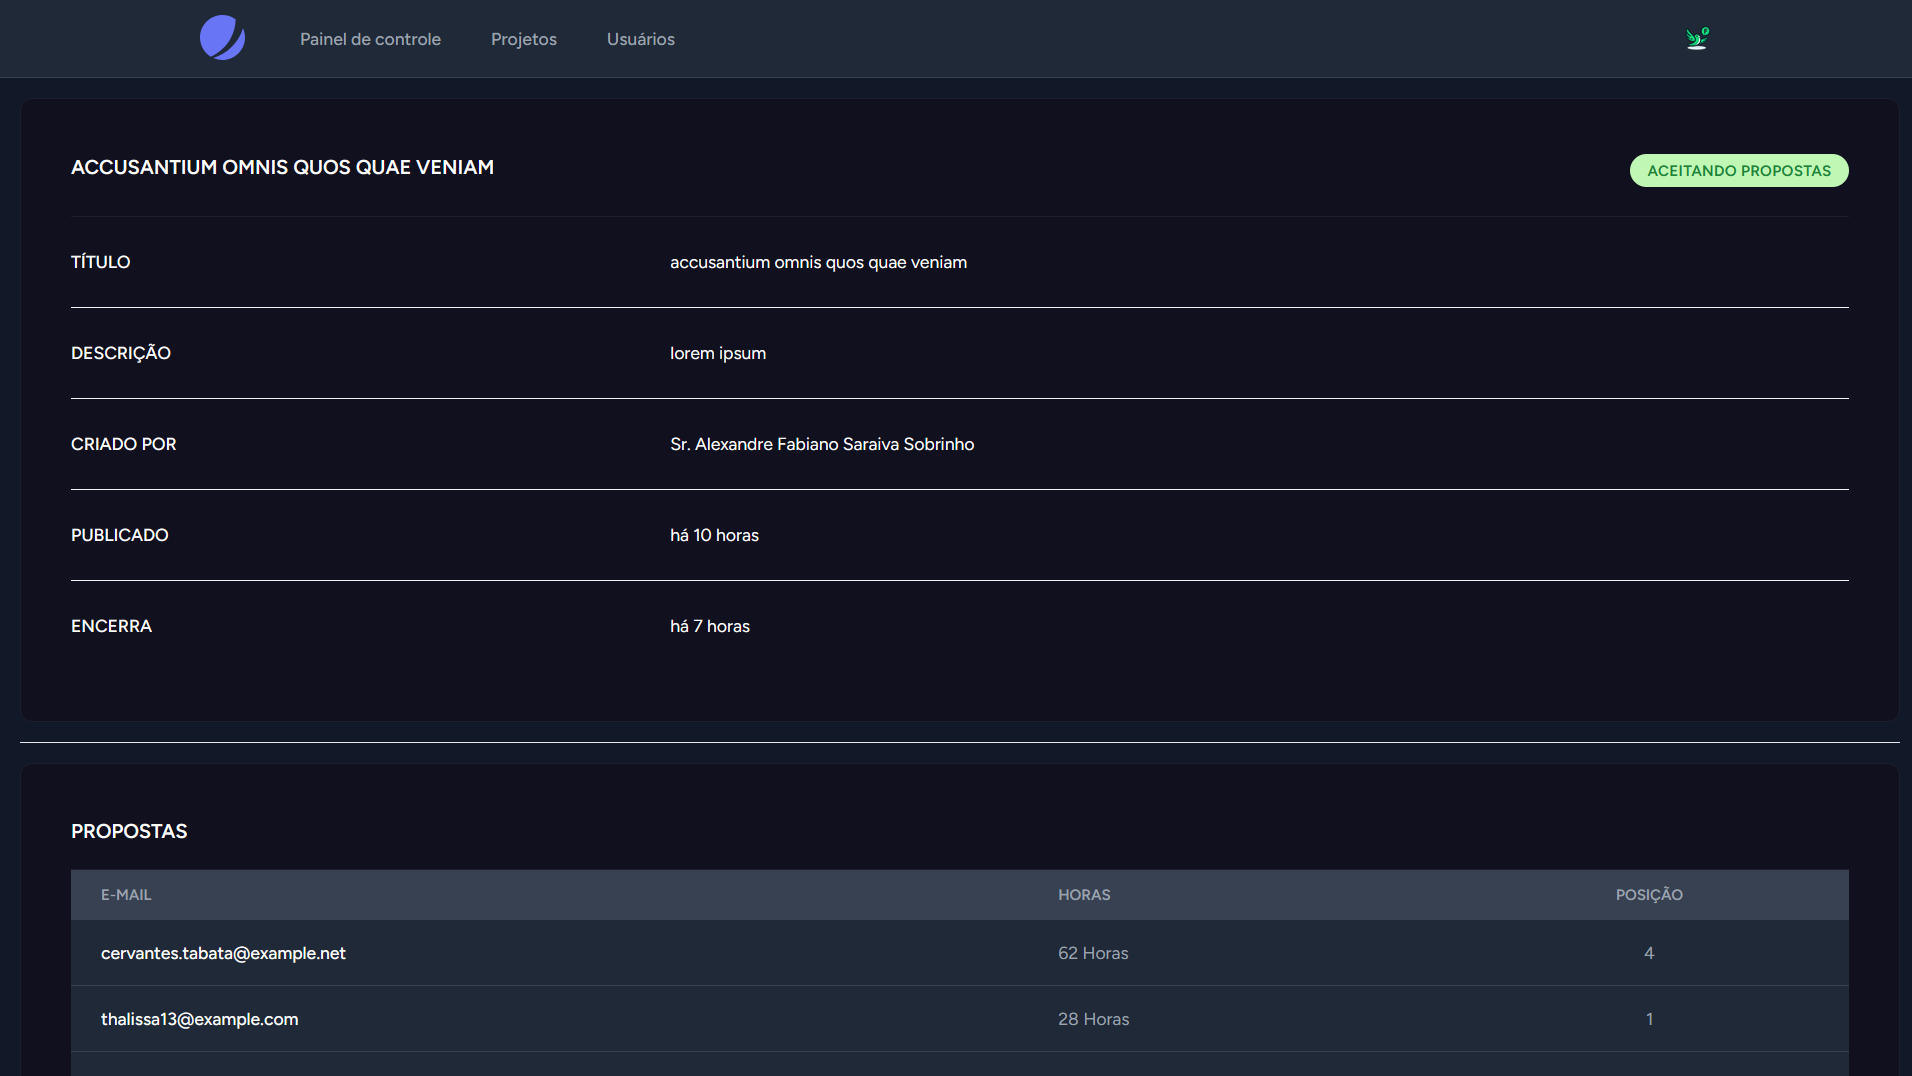 Painel de controle Projetos Usuários
ACCUSANTIUM OMNIS QUOS QUAE VENIAM ACEITANDO PROPOSTAS
TÍTULO accusantium omnis quos quae veniam
DESCRIÇÃO lorem ipsum
CRIADO POR Sr. Alexandre Fabiano Saraiva Sobrinho
PUBLICADO há 10 horas
ENCERRA há 7 horas
PROPOSTAS
E-MAIL HORAS POSIÇÃO
cervantes.tabata@example.net 62 Horas 4
thalissa13@example.com 28 Horas 1